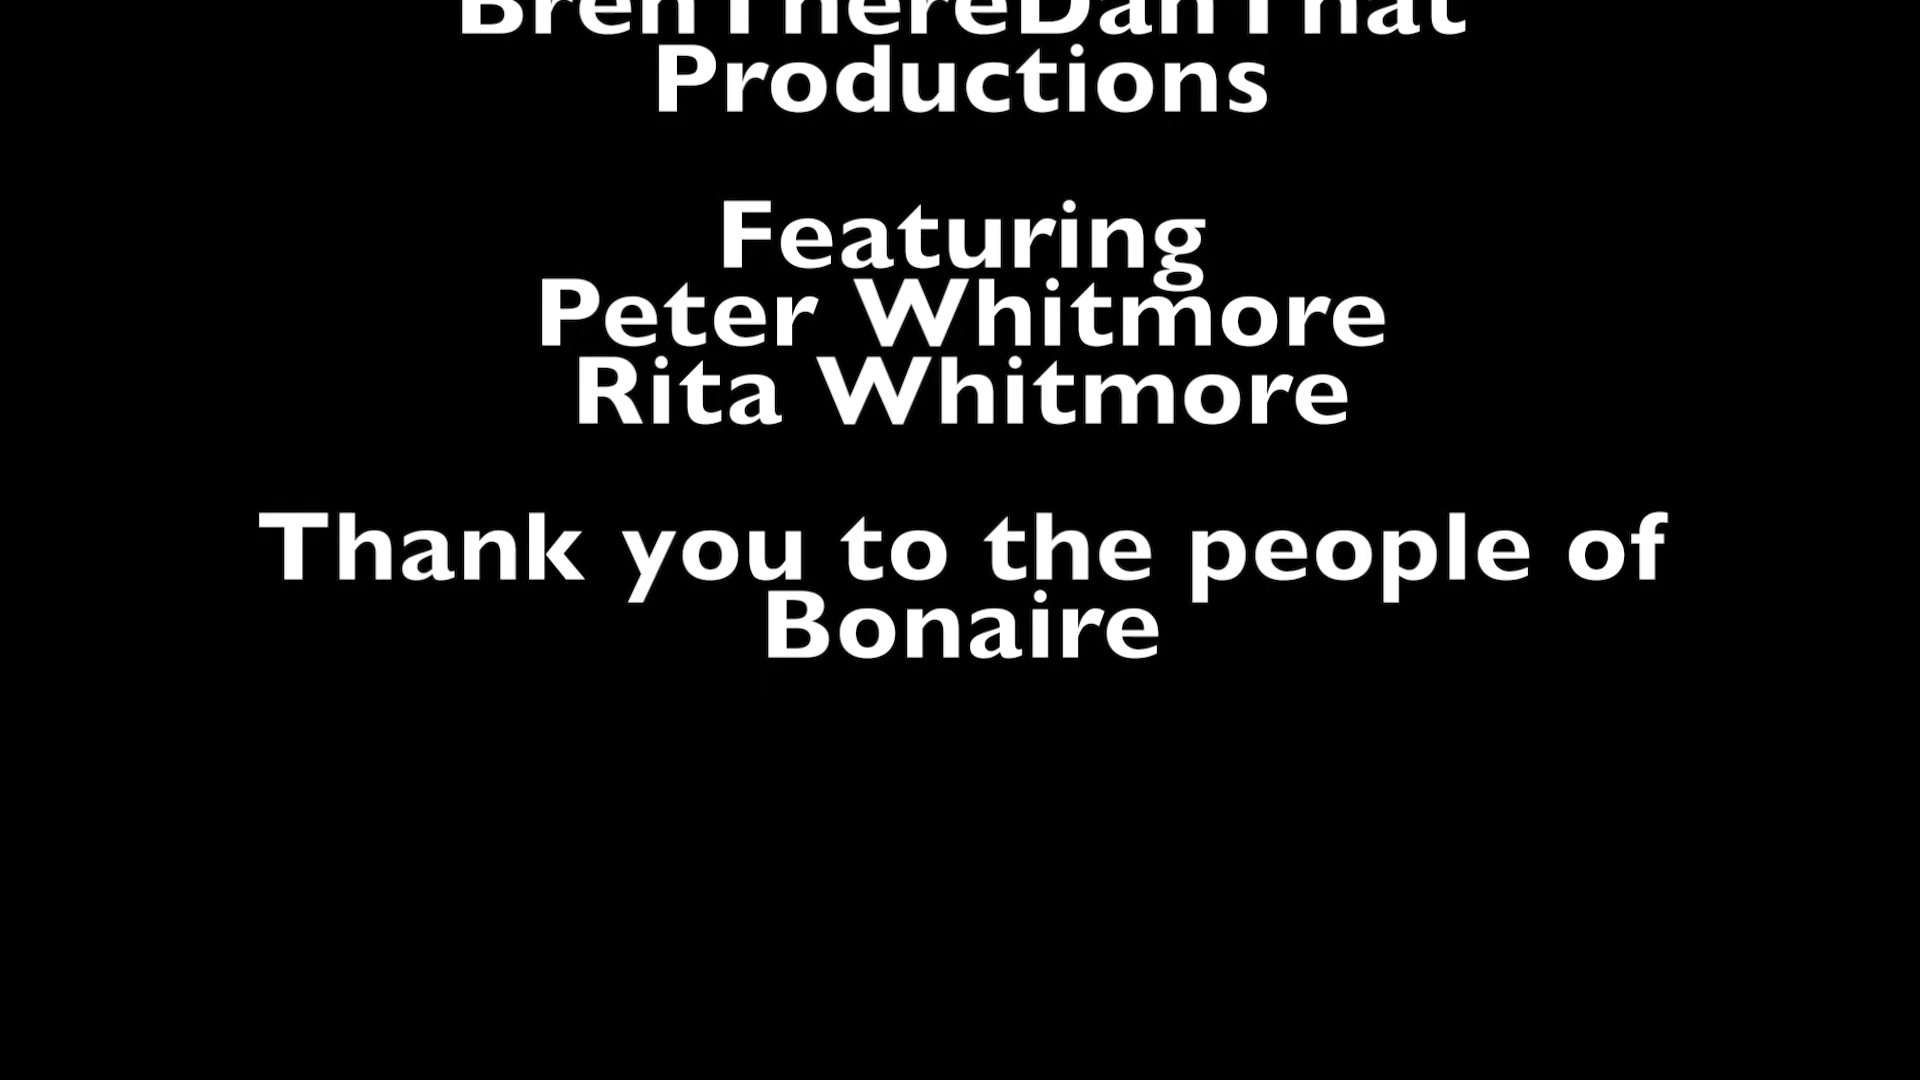 BrenThereDanThat
Productions
Featuring
Peter Whitmore
Rita Whitmore
Thank you to the people of
Bonaire